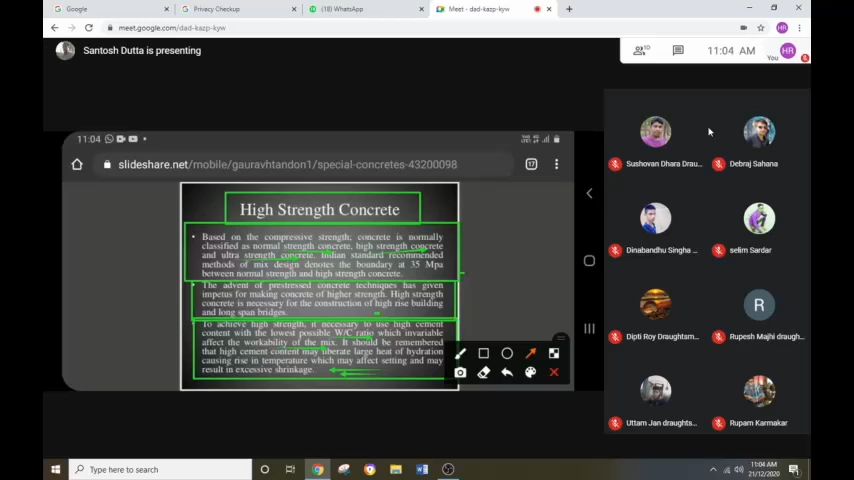 Google
Privacy Checkup
(18) WhatsApp
Meet - dad-kazp-kyw
meet.google.com/dad-kazp-kyw
HR
Santosh Dutta is presenting
10
11:04 AM
HR
You
11:04
slideshare.net/mobile/gauravhtandon1/special-concretes-43200098
17
High Strength Concrete
• Based on the compressive strength; concrete is normally
classified as normal strength concrete, high strength concrete
and ultra strength concrete. Indian standard recommended
methods of mix design denotes the boundary at 35 Mpa
between normal strength and high strength concrete.
• The advent of prestressed concrete techniques has given
impetus for making concrete of higher strength. High strength
concrete is necessary for the construction of high rise building
and long span bridges.
• To achieve high strength, it necessary to use high cement
content with the lowest possible W/C ratio which invariable
affect the workability of the mix. It should be remembered
that high cement content may liberate large heat of hydration
causing rise in temperature which may affect setting and may
result in excessive shrinkage.
Sushovan Dhara Drau...
Debraj Sahana
Dinabandhu Singha ...
selim Sardar
R
Dipti Roy Draughtsm...
Rupesh Majhi draugh...
Uttam Jan draughts...
Rupam Karmakar
Type here to search
11:04 AM
21/12/2020